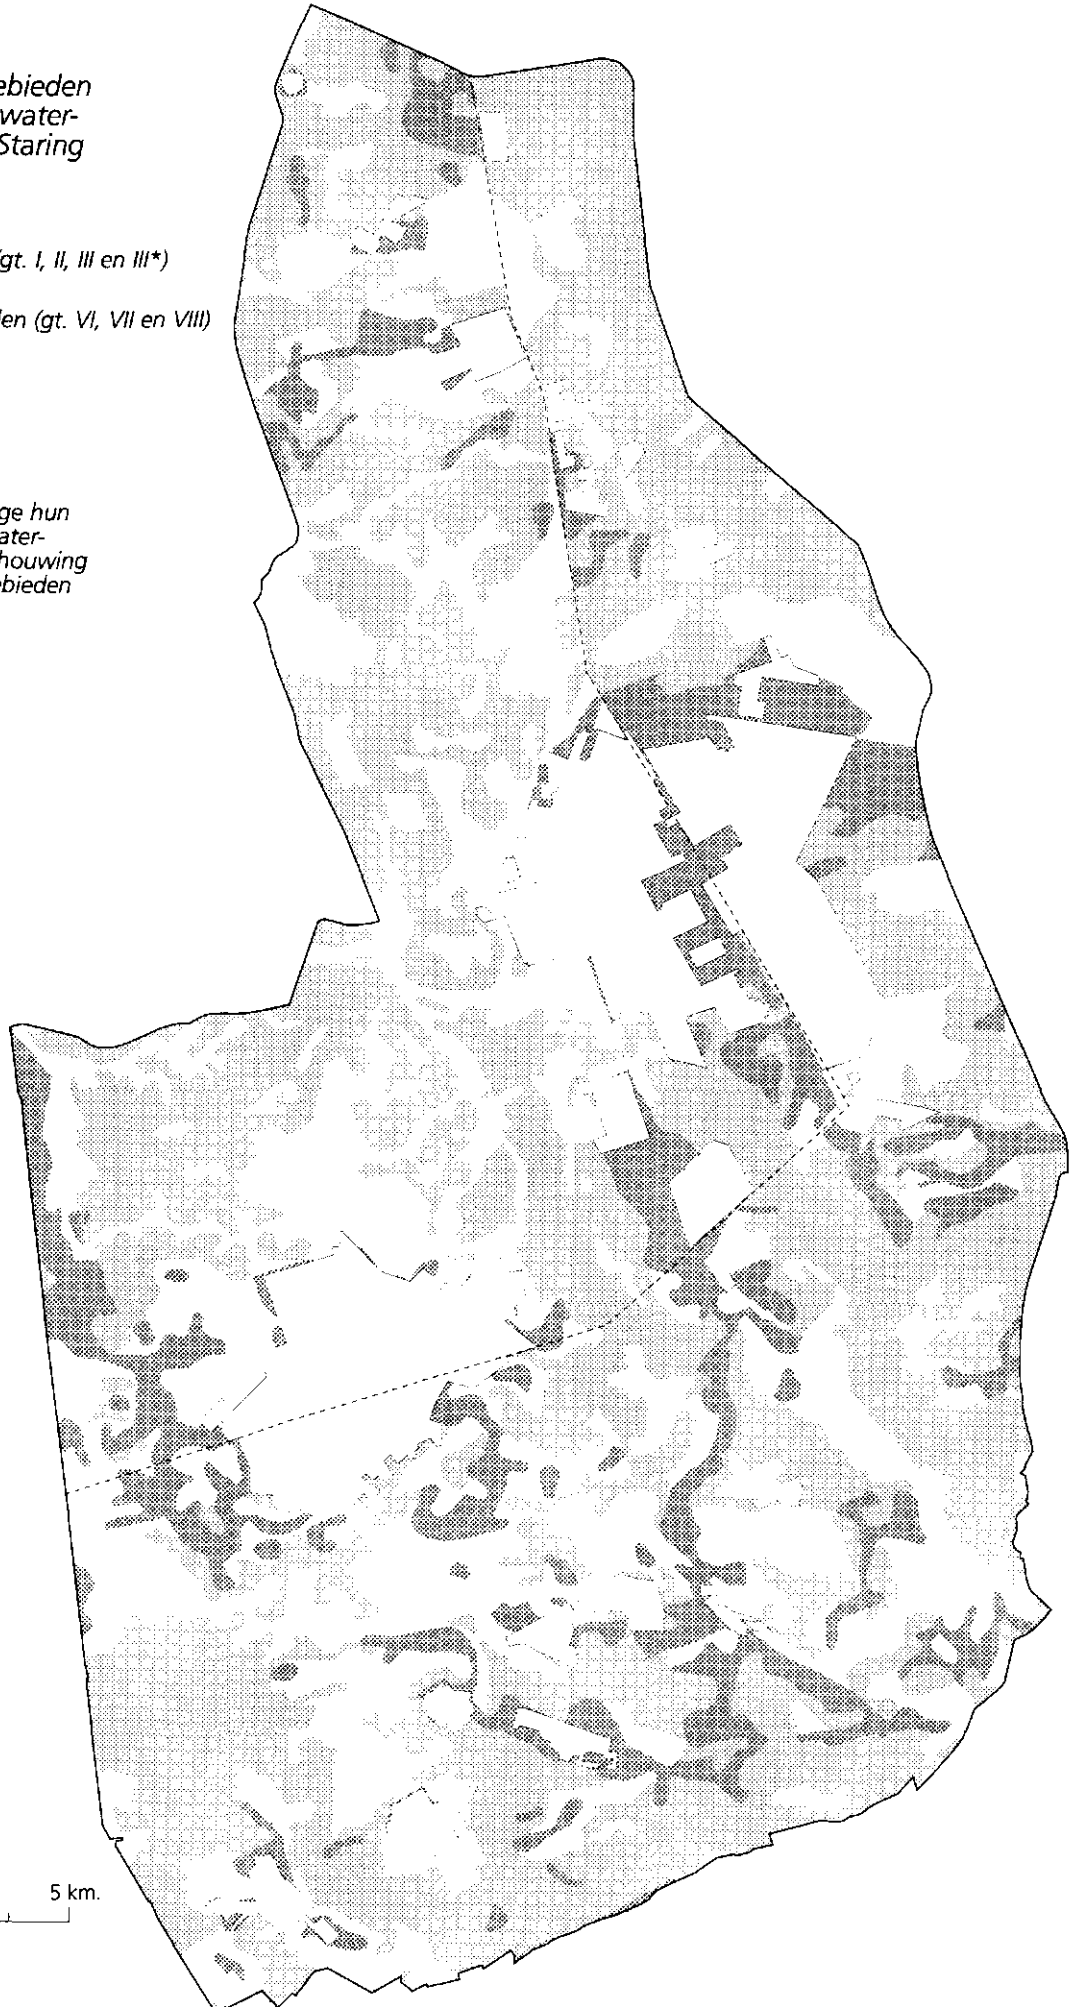 ebieden
water-
Staring
gt. I, II, III en III*)
en (gt. VI, VII en VIII)
ge hun
ater-
houwing
ebieden
5 km.